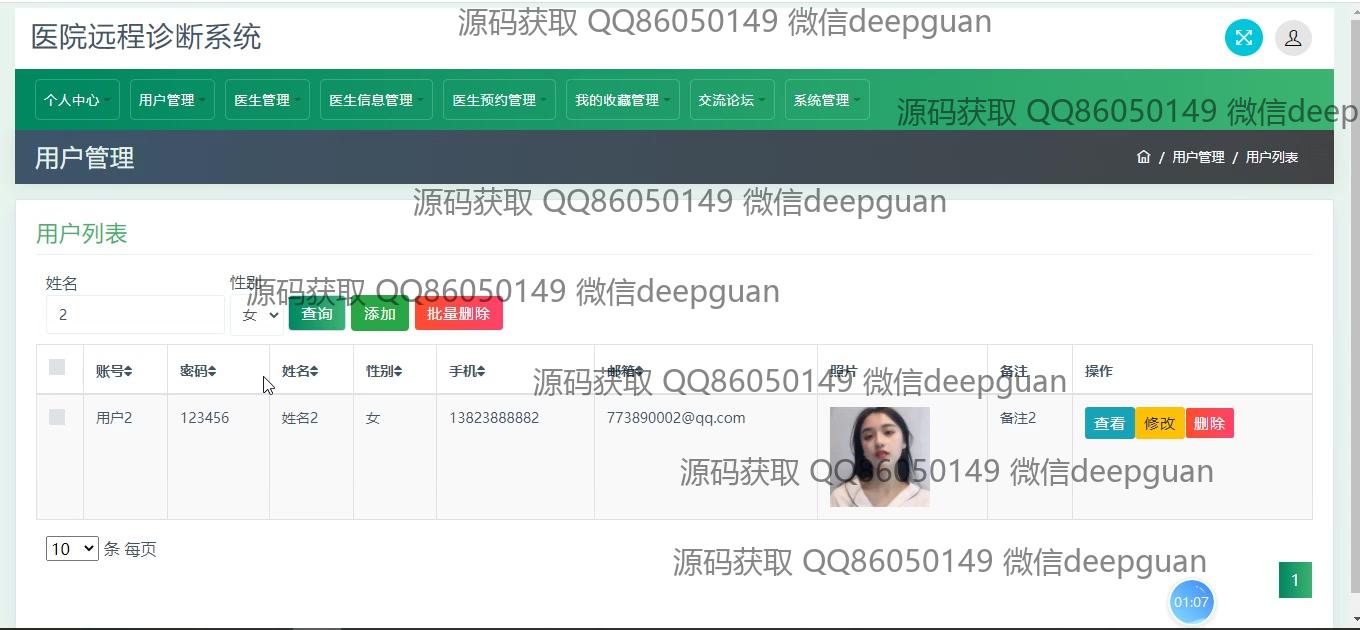 源码获取 QQ86050149 微信deepguan
医院远程诊断系统
个人中心 用户管理 医生管理 医生信息管理 医生预约管理 我的收藏管理 交流论坛 系统管理
源码获取 QQ86050149 微信deep
用户管理
/ 用户管理 / 用户列表
源码获取 QQ86050149 微信deepguan
用户列表
姓名 性别
源码获取 QQ86050149 微信deepguan
2 女 查询 添加 批量删除
账号 密码 姓名 性别 手机 邮箱 照片 备注 操作
源码获取 QQ86050149 微信deepguan
用户2 123456 姓名2 女 13823888882 773890002@qq.com 备注2 查看 修改 删除
源码获取 QQ86050149 微信deepguan
10 条 每页
源码获取 QQ86050149 微信deepguan
1
01:07